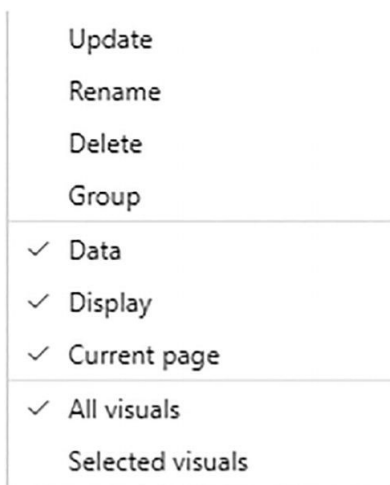 Update
Rename
Delete
Group
Data
Display
Current page
All visuals
Selected visuals